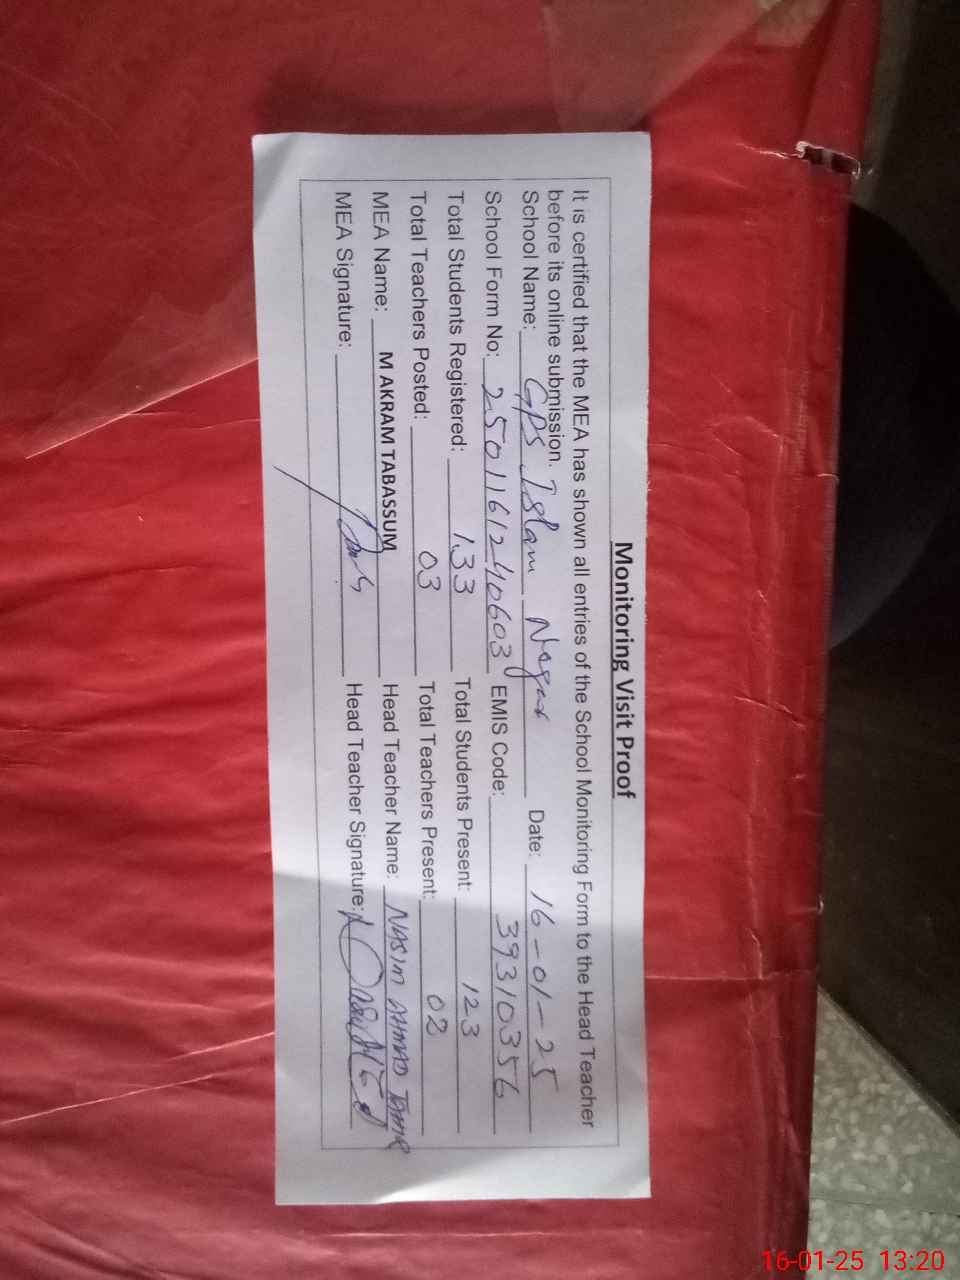 Monitoring Visit Proof
It is certified that the MEA has shown all entries of the School Monitoring Form to the Head Teacher
before its online submission.
School Name: GPS Islam Nagar Date: 16-01-25
School Form No: 2501161240603 EMIS Code: 39310356
Total Students Registered: 133 Total Students Present: 123
Total Teachers Posted: 03 Total Teachers Present: 02
MEA Name: M AKRAM TABASSUM Head Teacher Name: NASIM AHMAD
MEA Signature: Head Teacher Signature:
16-01-25 13:20